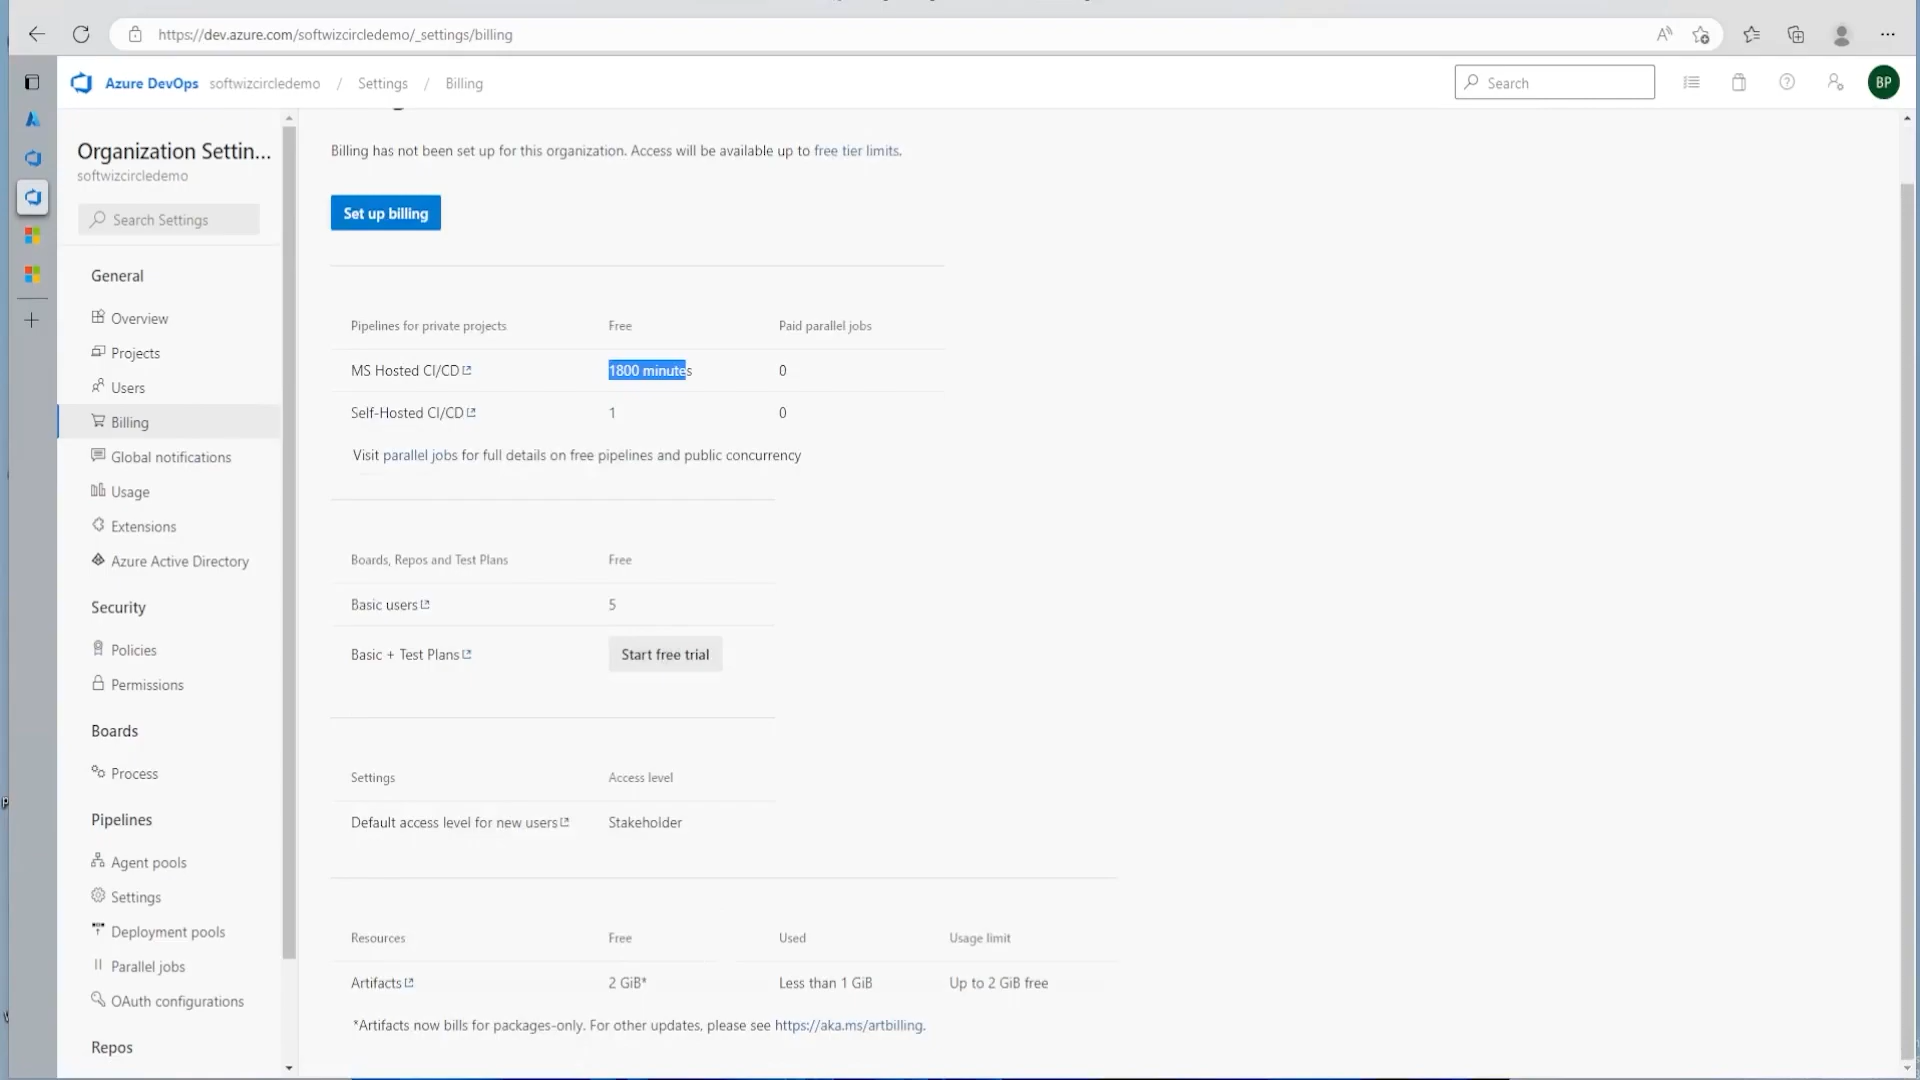 https://dev.azure.com/softwizcircledemo/_settings/billing
Azure DevOps softwizcircledemo / Settings / Billing
Search
BP
Organization Settin...
softwizcircledemo
Search Settings
General
Overview
Projects
Users
Billing
Global notifications
Usage
Extensions
Azure Active Directory
Security
Policies
Permissions
Boards
Process
Pipelines
Agent pools
Settings
Deployment pools
Parallel jobs
OAuth configurations
Repos
Billing has not been set up for this organization. Access will be available up to free tier limits.
Set up billing
Pipelines for private projects Free Paid parallel jobs
MS Hosted CI/CD 1800 minutes 0
Self-Hosted CI/CD 1 0
Visit parallel jobs for full details on free pipelines and public concurrency
Boards, Repos and Test Plans Free
Basic users 5
Basic + Test Plans Start free trial
Settings Access level
Default access level for new users Stakeholder
Resources Free Used Usage limit
Artifacts 2 GiB* Less than 1 GiB Up to 2 GiB free
*Artifacts now bills for packages-only. For other updates, please see https://aka.ms/artbilling.